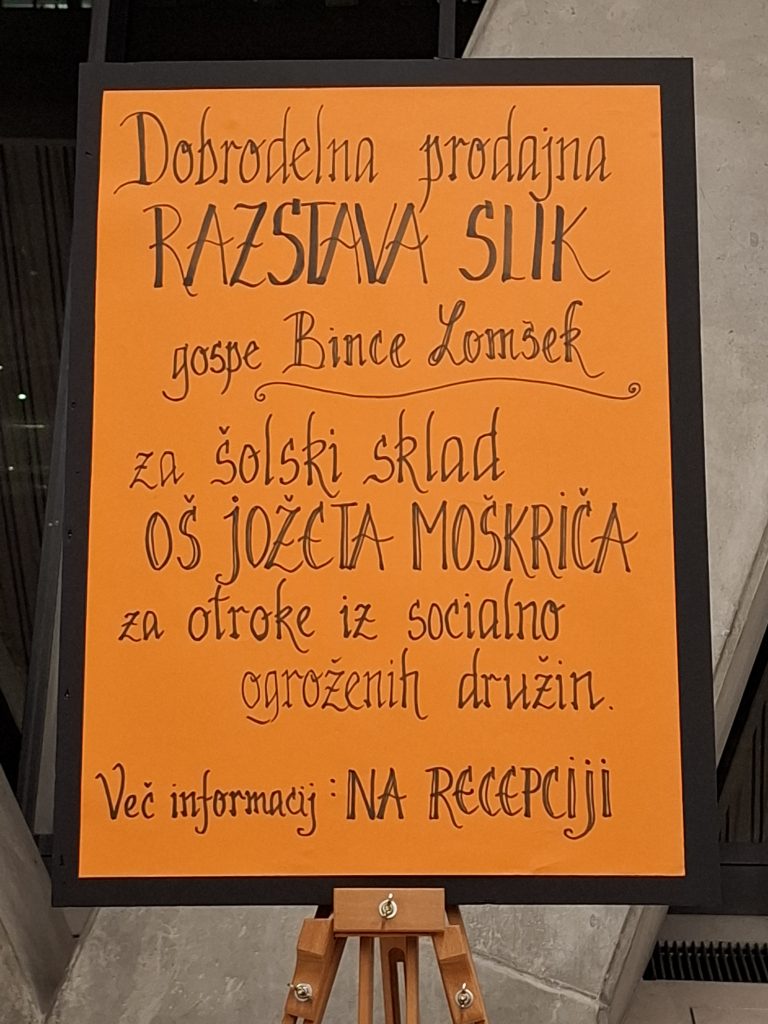 Dobrodelna prodajna
RAZSTAVA SLIK
gospe Bince Lomšek
za šolski sklad
OŠ JOŽETA MOŠKRIČA
za otroke iz socialno
ogroženih družin.
Več informacij: NA RECEPCIJI